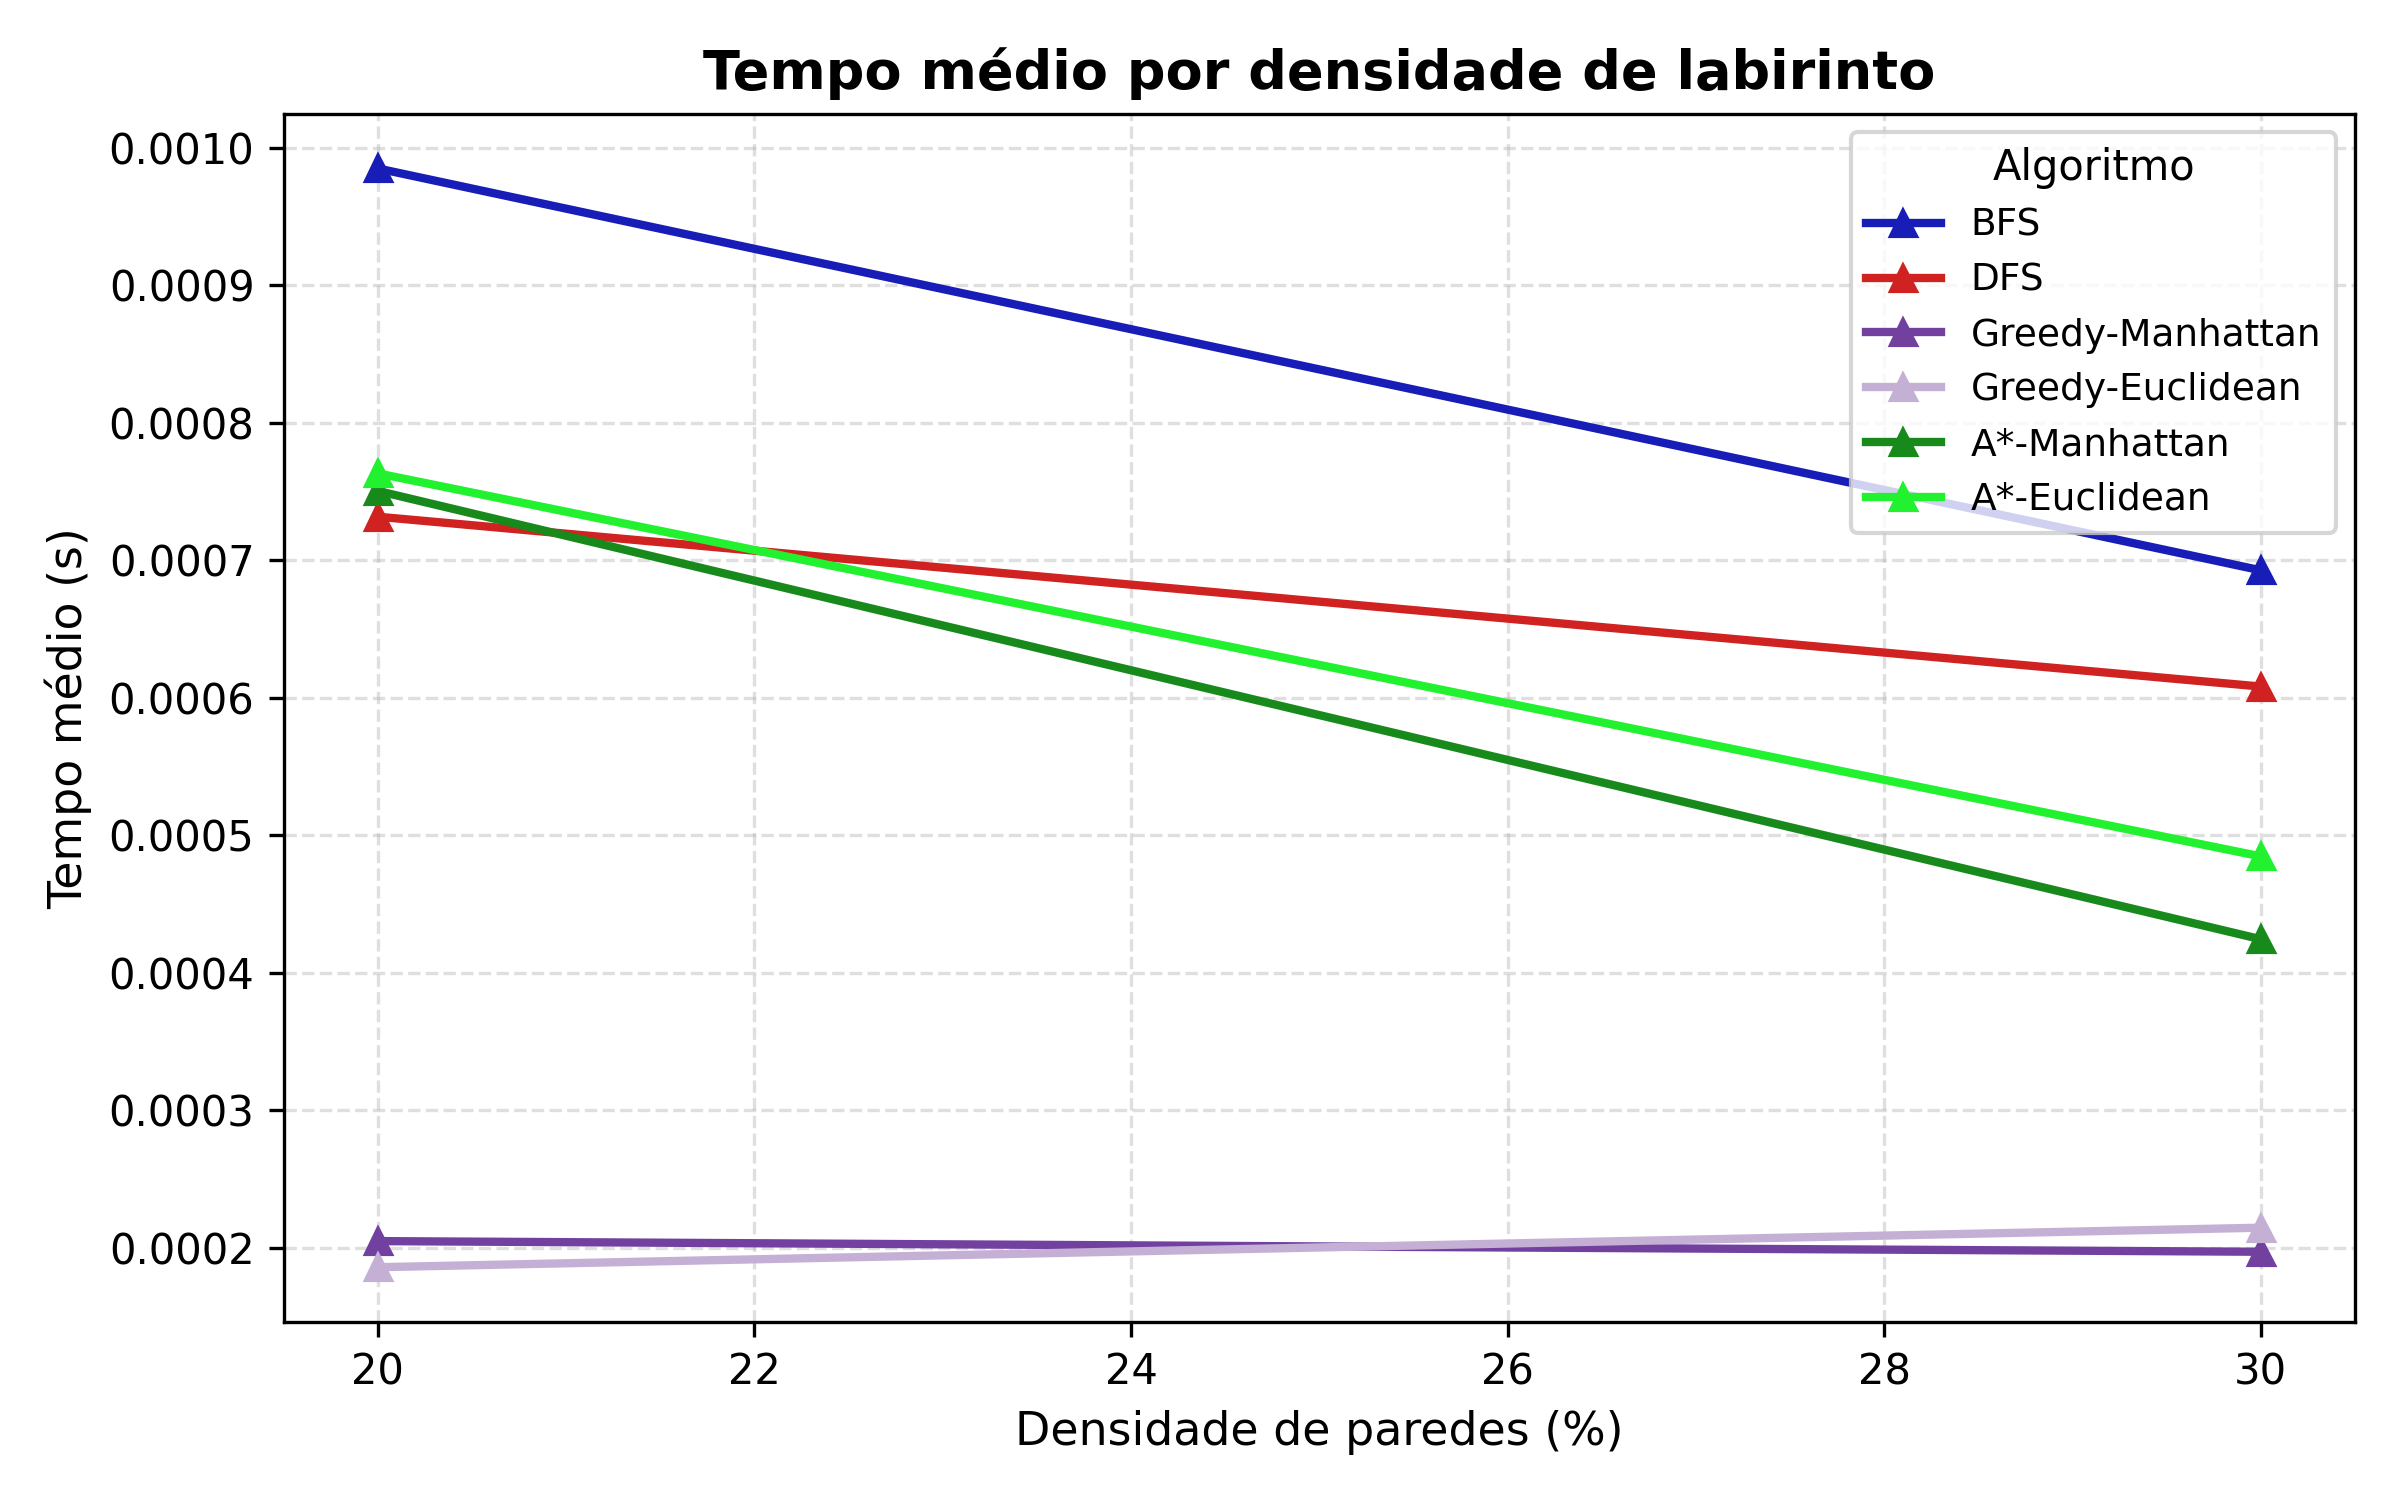 Tempo médio por densidade de labirinto
0.0010
0.0009
0.0008
0.0007
0.0006
0.0005
0.0004
0.0003
0.0002
Tempo médio (s)
Algoritmo
BFS
DFS
Greedy-Manhattan
Greedy-Euclidean
A*-Manhattan
A*-Euclidean
20 22 24 26 28 30
Densidade de paredes (%)